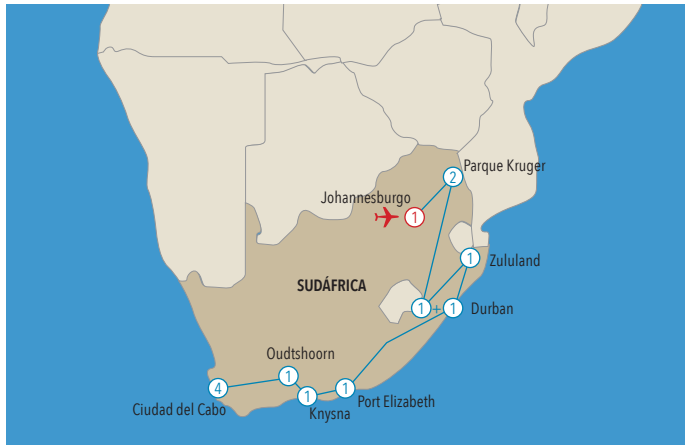 Parque Kruger
2
Johannesburgo
1
1
Zululand
SUDÁFRICA
1
+
1
Durban
Oudtshoorn
1
4
1
1
Port Elizabeth
Ciudad del Cabo
Knysna